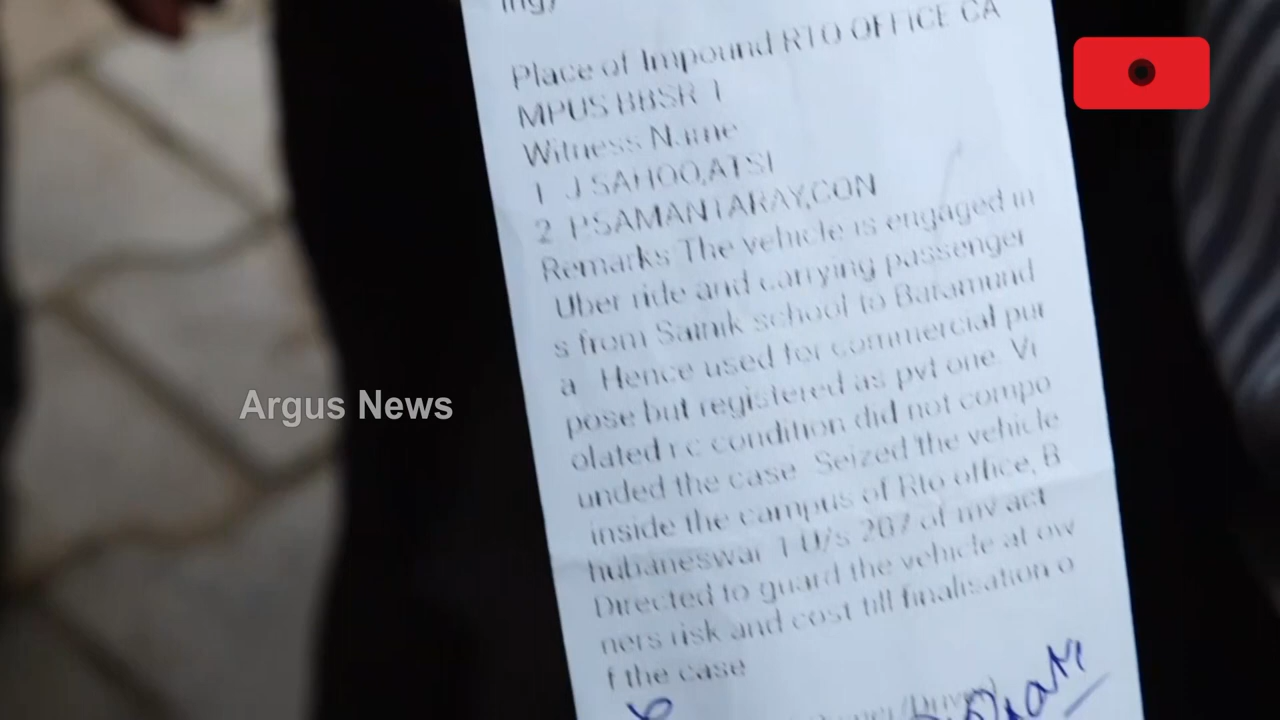 ing)
Place of Impound RTO OFFICE CA
MPUS BBSR 1
Witness Name
1 J SAHOO,ATSI
2 P.SAMANTARAY,CON
Remarks The vehicle is engaged in
Uber ride and carrying passenger
s from Sainik school to Baramund
a Hence used for commercial pur
pose but registered as pvt one. Vi
olated r c condition did not compo
unded the case Seized the vehicle
inside the campus of Rto office, B
hubaneswar 1 U/s 207 of mv act
Directed to guard the vehicle at ow
ners risk and cost till finalisation o
f the case
(Driver)
Argus News